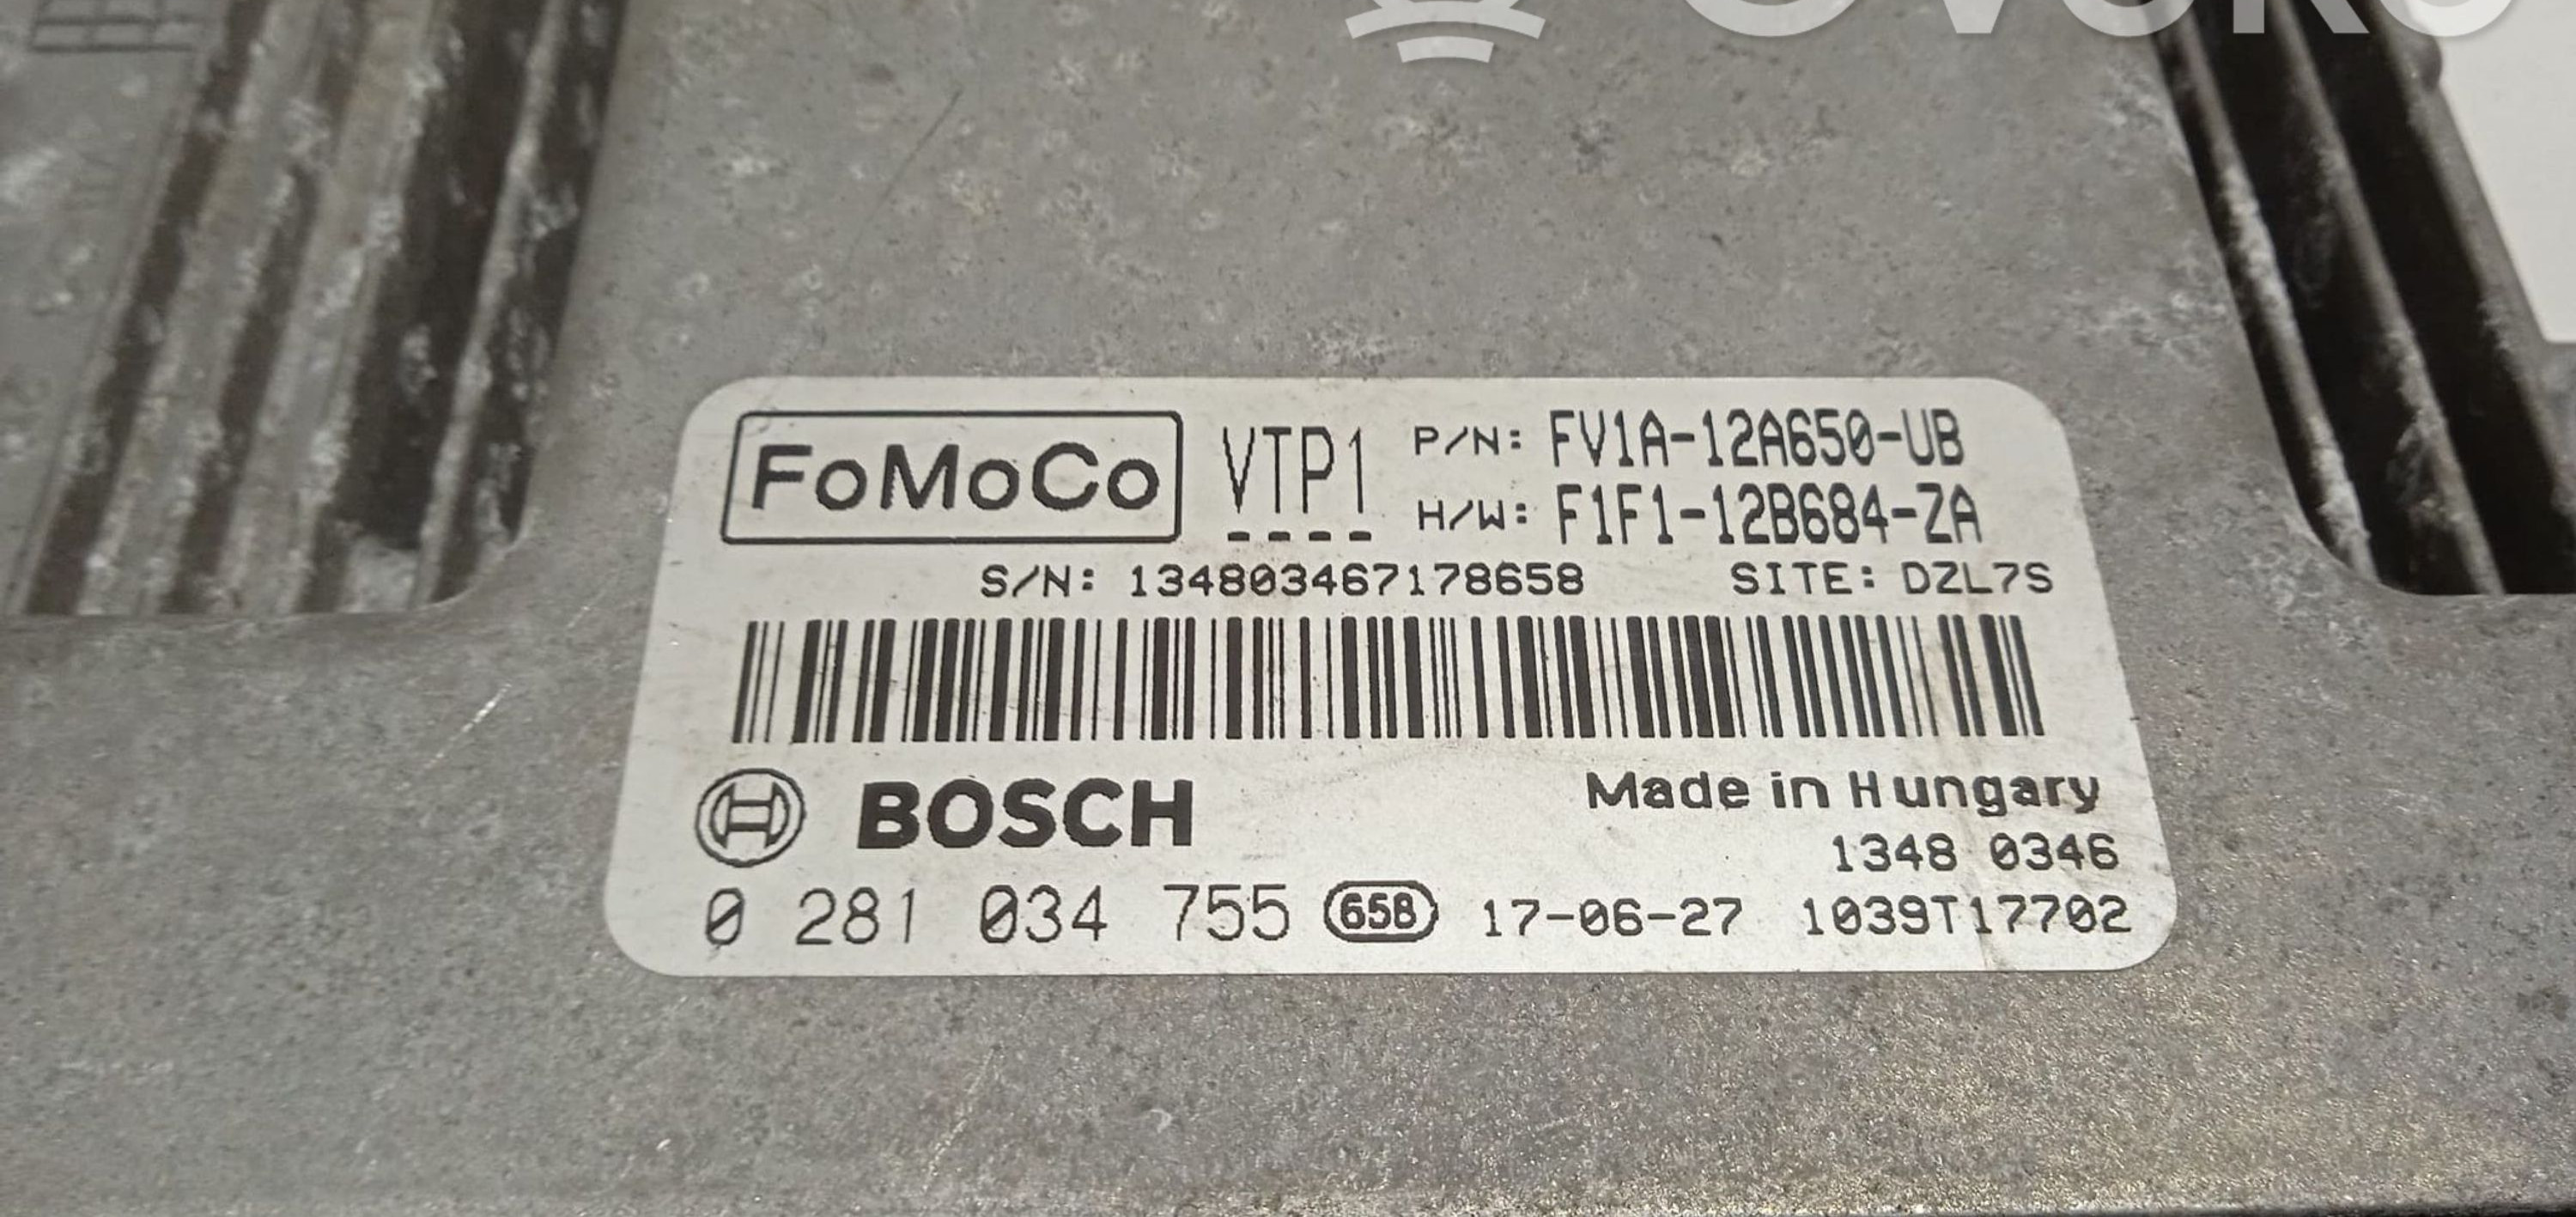 OVOKO
FoMoCo VTP1 P/N: FV1A-12A650-UB
H/W: F1F1-12B684-ZA
S/N: 134803467178658 SITE: DZL7S
BOSCH Made in Hungary
1348 0346
0 281 034 755 658 17-06-27 1039T17702